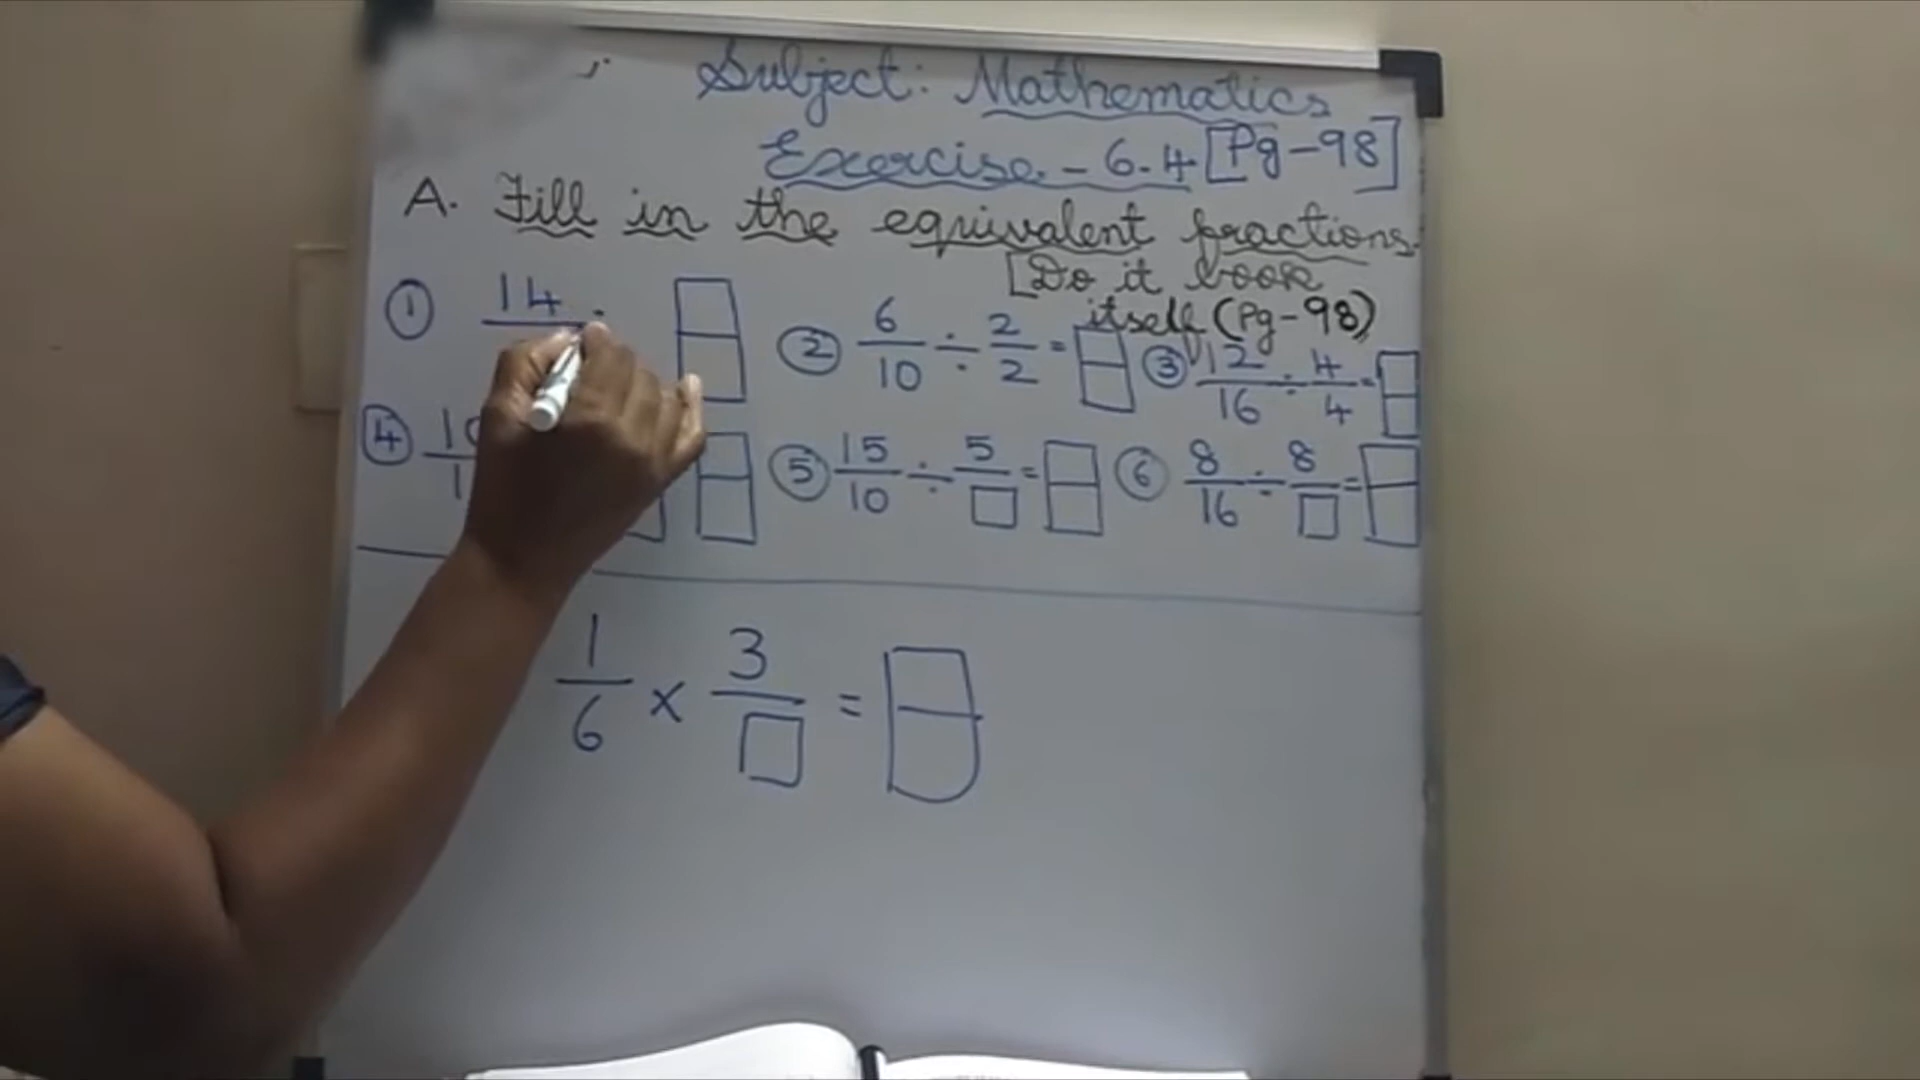 Subject: Mathematics
Exercise - 6.4 [Pg-98]
A. Fill in the equivalent fractions.
[Do it book
itself (Pg-98)
① 14
② 6/10 ÷ 2/2 = □/□
③ 12/16 ÷ 4/4 = □/□
④
⑤ 15/10 ÷ 5/□ = □/□
⑥ 8/16 ÷ 8/□ = □/□
1/6 x 3/□ = □/□